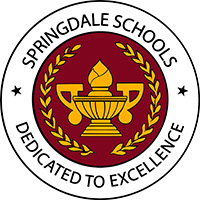 SPRINGDALE SCHOOLS
DEDICATED TO EXCELLENCE